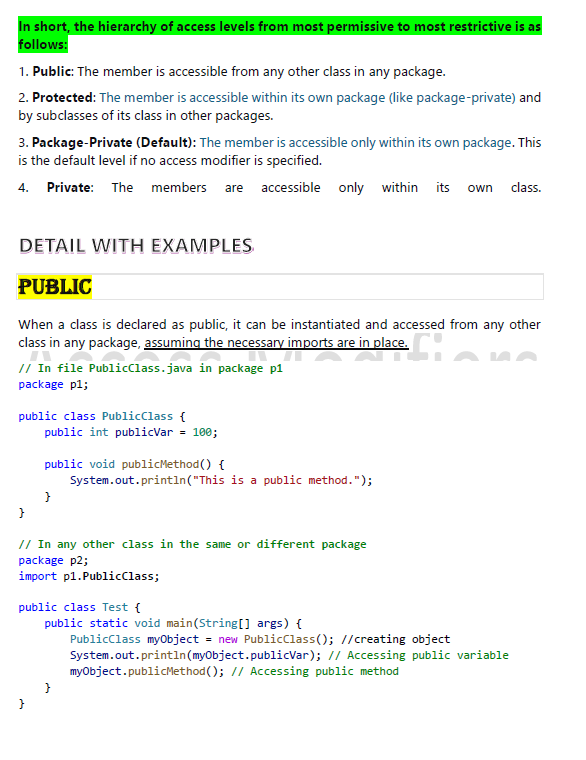 In short, the hierarchy of access levels from most permissive to most restrictive is as
follows:
1. Public: The member is accessible from any other class in any package.
2. Protected: The member is accessible within its own package (like package-private) and
by subclasses of its class in other packages.
3. Package-Private (Default): The member is accessible only within its own package. This
is the default level if no access modifier is specified.
4. Private: The members are accessible only within its own class.
DETAIL WITH EXAMPLES
PUBLIC
When a class is declared as public, it can be instantiated and accessed from any other
class in any package, assuming the necessary imports are in place.
// In file PublicClass.java in package p1
package p1;
public class PublicClass {
    public int publicVar = 100;
    public void publicMethod() {
        System.out.println("This is a public method.");
    }
}
// In any other class in the same or different package
package p2;
import p1.PublicClass;
public class Test {
    public static void main(String[] args) {
        PublicClass myObject = new PublicClass(); //creating object
        System.out.println(myObject.publicVar); // Accessing public variable
        myObject.publicMethod(); // Accessing public method
    }
}